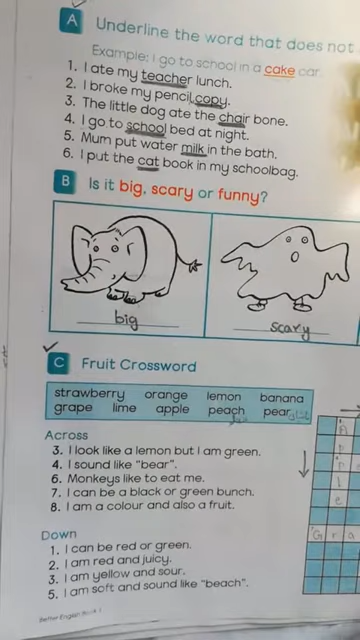 A Underline the word that does not
Example: I go to school in a cake car.
1. I ate my teacher lunch.
2. I broke my pencil copy.
3. The little dog ate the chair bone.
4. I go to school bed at night.
5. Mum put water milk in the bath.
6. I put the cat book in my schoolbag.
B Is it big, scary or funny?
big scary
C Fruit Crossword
strawberry orange lemon banana
grape lime apple peach pear
Across
3. I look like a lemon but I am green.
4. I sound like "bear".
6. Monkeys like to eat me.
7. I can be a black or green bunch.
8. I am a colour and also a fruit.
Down
1. I can be red or green.
2. I am red and juicy.
3. I am yellow and sour.
5. I am soft and sound like "beach".
G r a
Better English Book 1